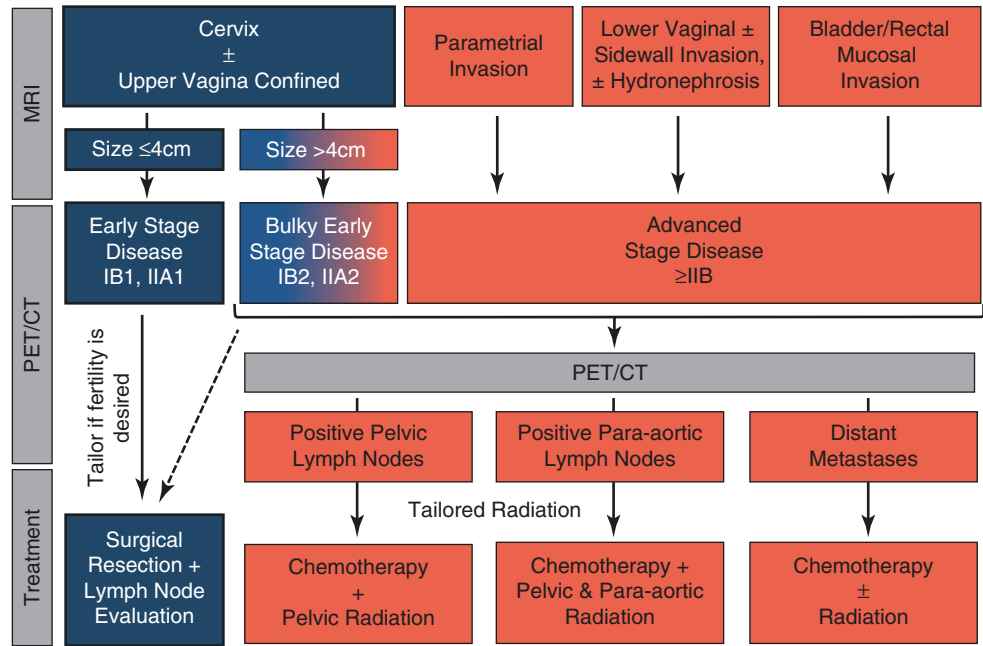 MRI
Cervix
±
Upper Vagina Confined
Parametrial
Invasion
Lower Vaginal ±
Sidewall Invasion,
± Hydronephrosis
Bladder/Rectal
Mucosal
Invasion
Size ≤4cm
Size >4cm
PET/CT
Early Stage
Disease
IB1, IIA1
Bulky Early
Stage Disease
IB2, IIA2
Advanced
Stage Disease
≥IIB
Tailor if fertility is
desired
PET/CT
Positive Pelvic
Lymph Nodes
Positive Para-aortic
Lymph Nodes
Distant
Metastases
Tailored Radiation
Treatment
Surgical
Resection +
Lymph Node
Evaluation
Chemotherapy
+
Pelvic Radiation
Chemotherapy +
Pelvic & Para-aortic
Radiation
Chemotherapy
±
Radiation